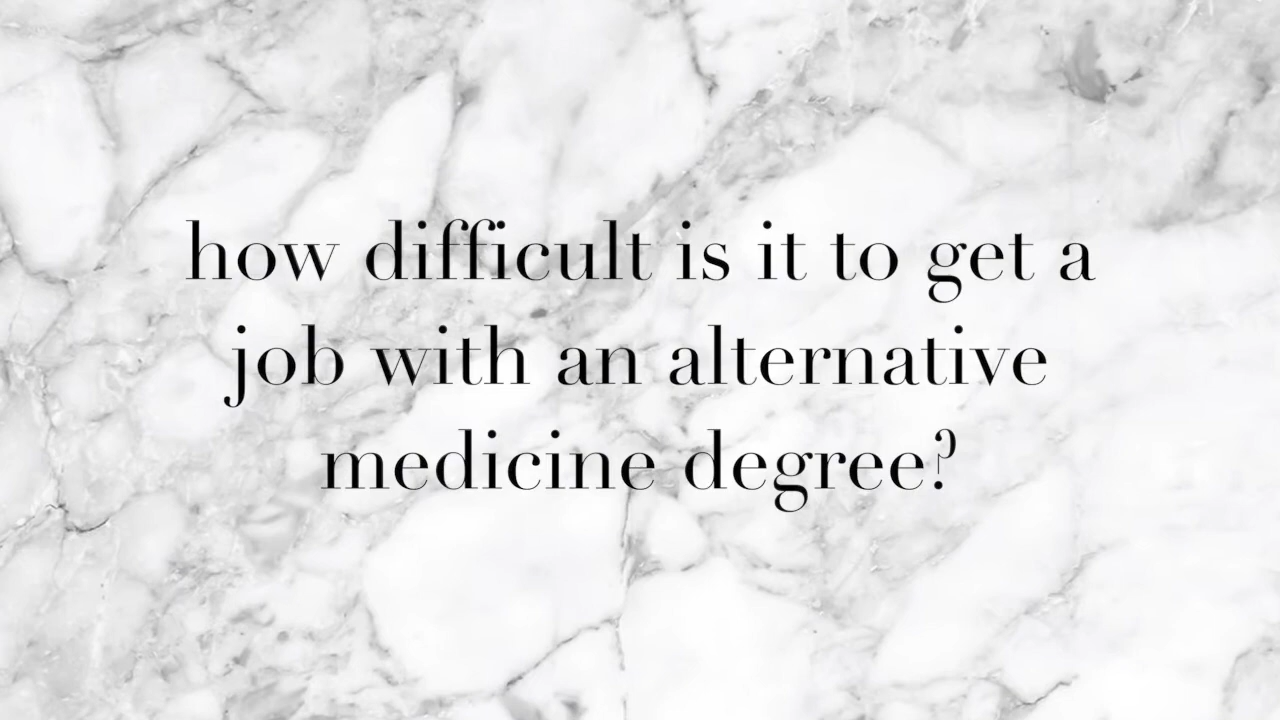 how difficult is it to get a
job with an alternative
medicine degree?